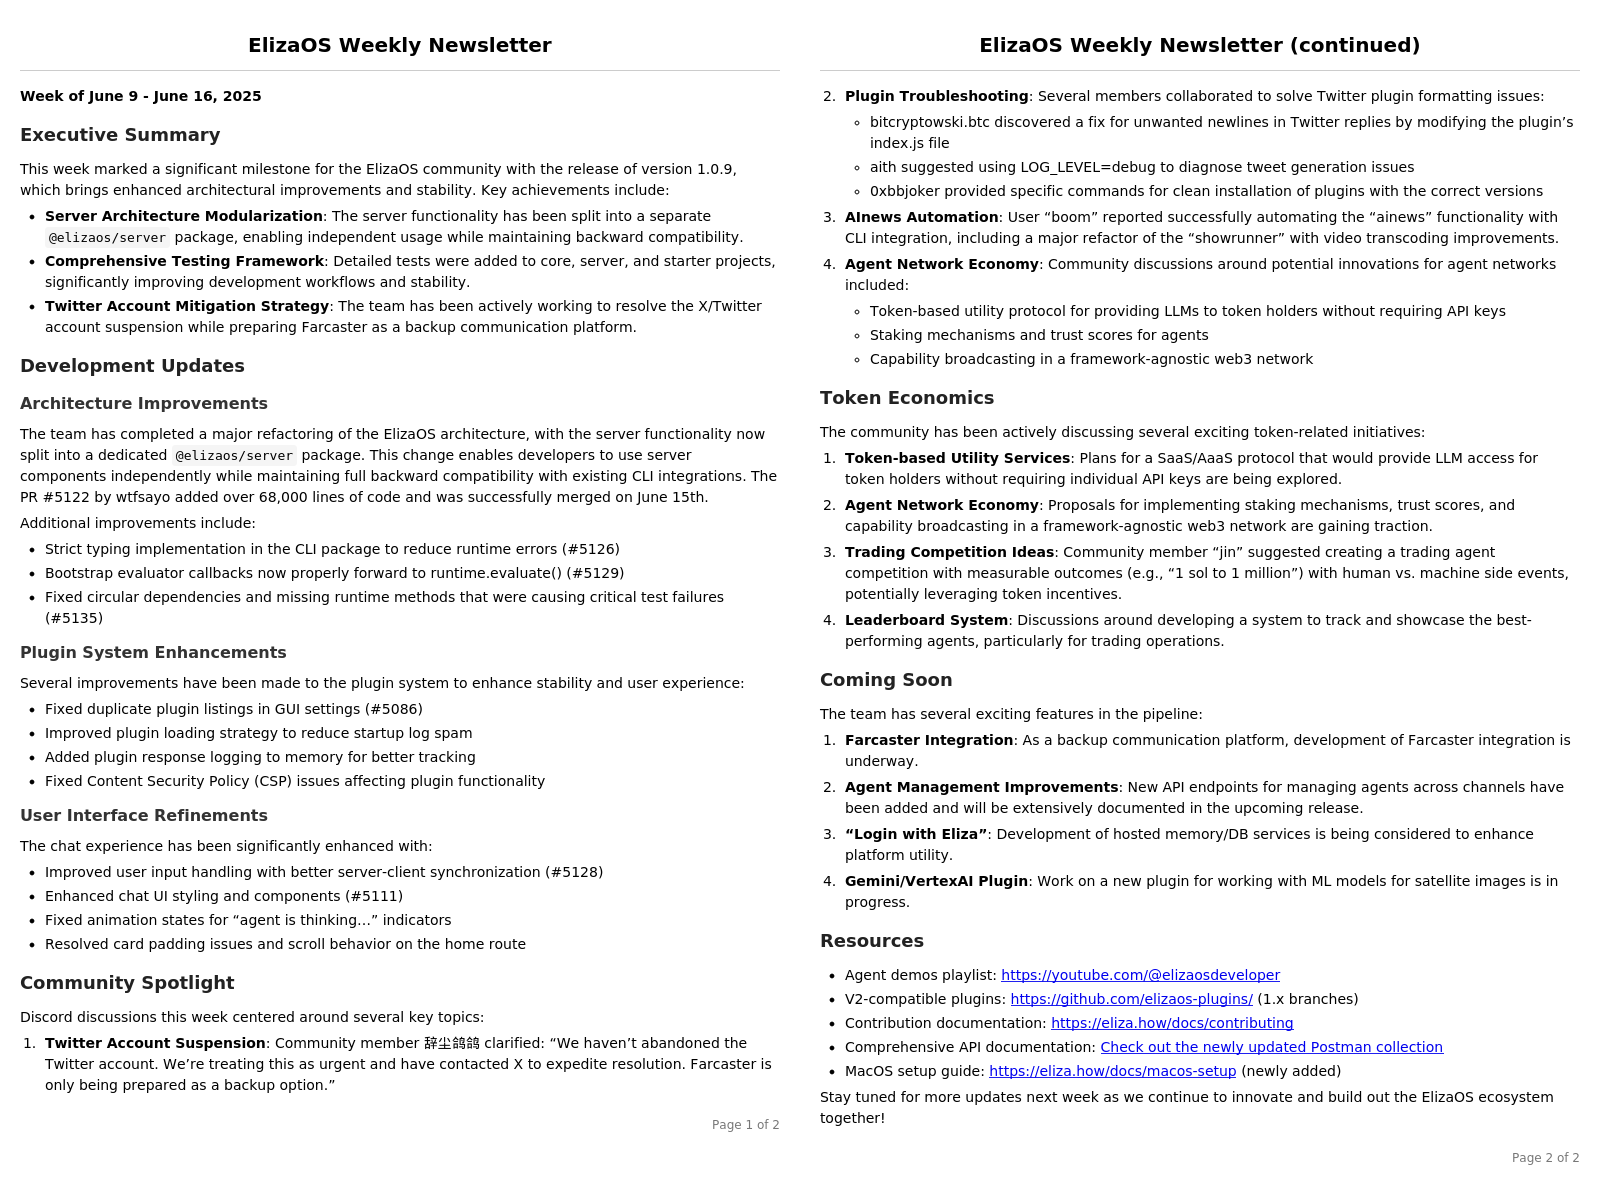 ElizaOS Weekly Newsletter
Week of June 9 - June 16, 2025
Executive Summary
This week marked a significant milestone for the ElizaOS community with the release of version 1.0.9,
which brings enhanced architectural improvements and stability. Key achievements include:
• Server Architecture Modularization: The server functionality has been split into a separate
@elizaos/server package, enabling independent usage while maintaining backward compatibility.
• Comprehensive Testing Framework: Detailed tests were added to core, server, and starter projects,
significantly improving development workflows and stability.
• Twitter Account Mitigation Strategy: The team has been actively working to resolve the X/Twitter
account suspension while preparing Farcaster as a backup communication platform.
Development Updates
Architecture Improvements
The team has completed a major refactoring of the ElizaOS architecture, with the server functionality now
split into a dedicated @elizaos/server package. This change enables developers to use server
components independently while maintaining full backward compatibility with existing CLI integrations. The
PR #5122 by wtfsayo added over 68,000 lines of code and was successfully merged on June 15th.
Additional improvements include:
• Strict typing implementation in the CLI package to reduce runtime errors (#5126)
• Bootstrap evaluator callbacks now properly forward to runtime.evaluate() (#5129)
• Fixed circular dependencies and missing runtime methods that were causing critical test failures
(#5135)
Plugin System Enhancements
Several improvements have been made to the plugin system to enhance stability and user experience:
• Fixed duplicate plugin listings in GUI settings (#5086)
• Improved plugin loading strategy to reduce startup log spam
• Added plugin response logging to memory for better tracking
• Fixed Content Security Policy (CSP) issues affecting plugin functionality
User Interface Refinements
The chat experience has been significantly enhanced with:
• Improved user input handling with better server-client synchronization (#5128)
• Enhanced chat UI styling and components (#5111)
• Fixed animation states for “agent is thinking…” indicators
• Resolved card padding issues and scroll behavior on the home route
Community Spotlight
Discord discussions this week centered around several key topics:
1. Twitter Account Suspension: Community member 辞尘鸽鸽 clarified: “We haven’t abandoned the
Twitter account. We’re treating this as urgent and have contacted X to expedite resolution. Farcaster is
only being prepared as a backup option.”
Page 1 of 2
ElizaOS Weekly Newsletter (continued)
2. Plugin Troubleshooting: Several members collaborated to solve Twitter plugin formatting issues:
◦ bitcryptowski.btc discovered a fix for unwanted newlines in Twitter replies by modifying the plugin’s
index.js file
◦ aith suggested using LOG_LEVEL=debug to diagnose tweet generation issues
◦ 0xbbjoker provided specific commands for clean installation of plugins with the correct versions
3. AInews Automation: User “boom” reported successfully automating the “ainews” functionality with
CLI integration, including a major refactor of the “showrunner” with video transcoding improvements.
4. Agent Network Economy: Community discussions around potential innovations for agent networks
included:
◦ Token-based utility protocol for providing LLMs to token holders without requiring API keys
◦ Staking mechanisms and trust scores for agents
◦ Capability broadcasting in a framework-agnostic web3 network
Token Economics
The community has been actively discussing several exciting token-related initiatives:
1. Token-based Utility Services: Plans for a SaaS/AaaS protocol that would provide LLM access for
token holders without requiring individual API keys are being explored.
2. Agent Network Economy: Proposals for implementing staking mechanisms, trust scores, and
capability broadcasting in a framework-agnostic web3 network are gaining traction.
3. Trading Competition Ideas: Community member “jin” suggested creating a trading agent
competition with measurable outcomes (e.g., “1 sol to 1 million”) with human vs. machine side events,
potentially leveraging token incentives.
4. Leaderboard System: Discussions around developing a system to track and showcase the best-
performing agents, particularly for trading operations.
Coming Soon
The team has several exciting features in the pipeline:
1. Farcaster Integration: As a backup communication platform, development of Farcaster integration is
underway.
2. Agent Management Improvements: New API endpoints for managing agents across channels have
been added and will be extensively documented in the upcoming release.
3. “Login with Eliza”: Development of hosted memory/DB services is being considered to enhance
platform utility.
4. Gemini/VertexAI Plugin: Work on a new plugin for working with ML models for satellite images is in
progress.
Resources
• Agent demos playlist: https://youtube.com/@elizaosdeveloper
• V2-compatible plugins: https://github.com/elizaos-plugins/ (1.x branches)
• Contribution documentation: https://eliza.how/docs/contributing
• Comprehensive API documentation: Check out the newly updated Postman collection
• MacOS setup guide: https://eliza.how/docs/macos-setup (newly added)
Stay tuned for more updates next week as we continue to innovate and build out the ElizaOS ecosystem
together!
Page 2 of 2